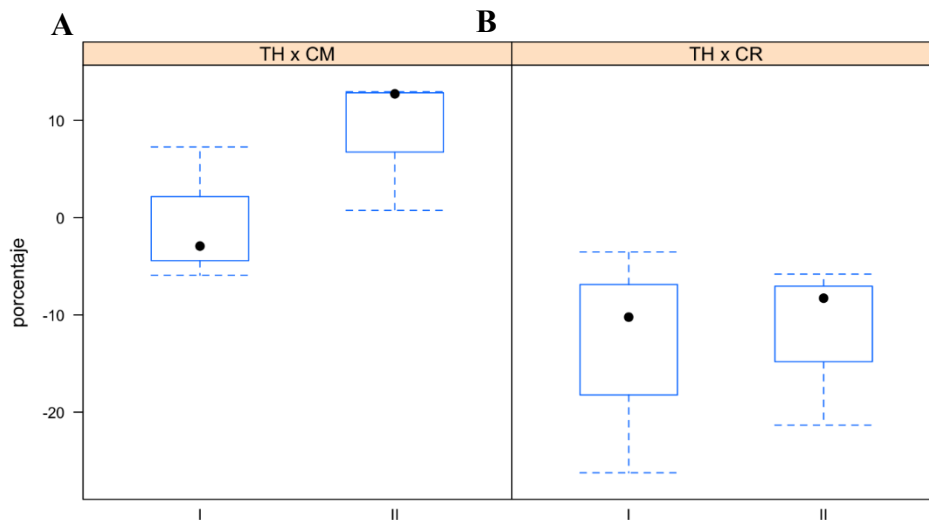 A B
TH x CM TH x CR
porcentaje
10
0
-10
-20
I II I II